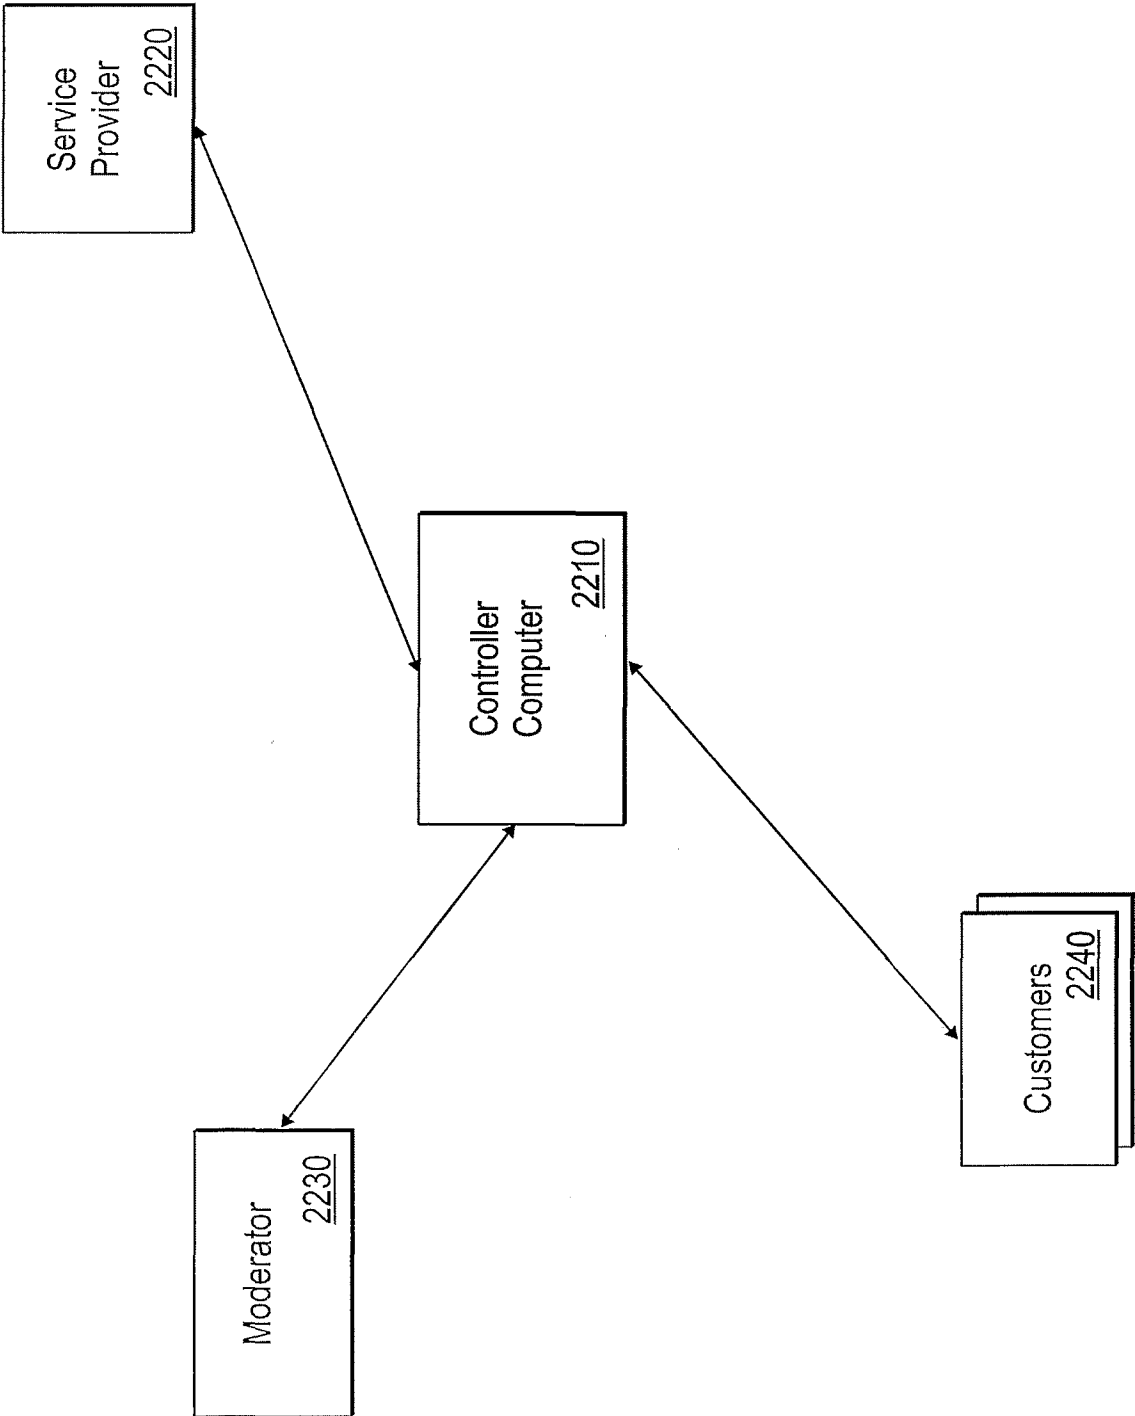 Moderator
2230
Controller
Computer
2210
Service
Provider
2220
Customers
2240